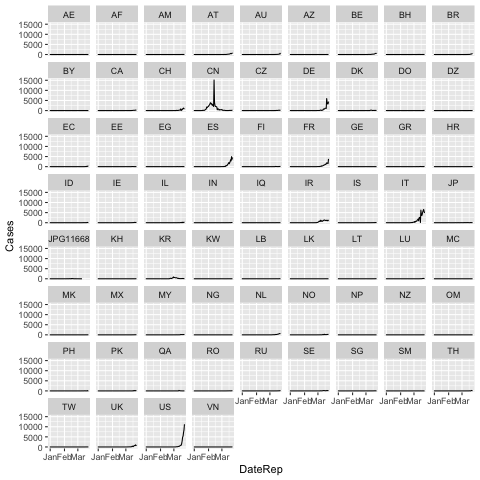 AE AF AM AT AU AZ BE BH BR
15000
10000
5000
0
BY CA CH CN CZ DE DK DO DZ
15000
10000
5000
0
EC EE EG ES FI FR GE GR HR
15000
10000
5000
0
ID IE IL IN IQ IR IS IT JP
15000
10000
5000
0
Cases
JPG11668 KH KR KW LB LK LT LU MC
15000
10000
5000
0
MK MX MY NG NL NO NP NZ OM
15000
10000
5000
0
PH PK QA RO RU SE SG SM TH
15000
10000
5000
0
JanFebMar JanFebMar JanFebMar JanFebMar JanFebMar
TW UK US VN
15000
10000
5000
0
JanFebMar JanFebMar JanFebMar JanFebMar
DateRep